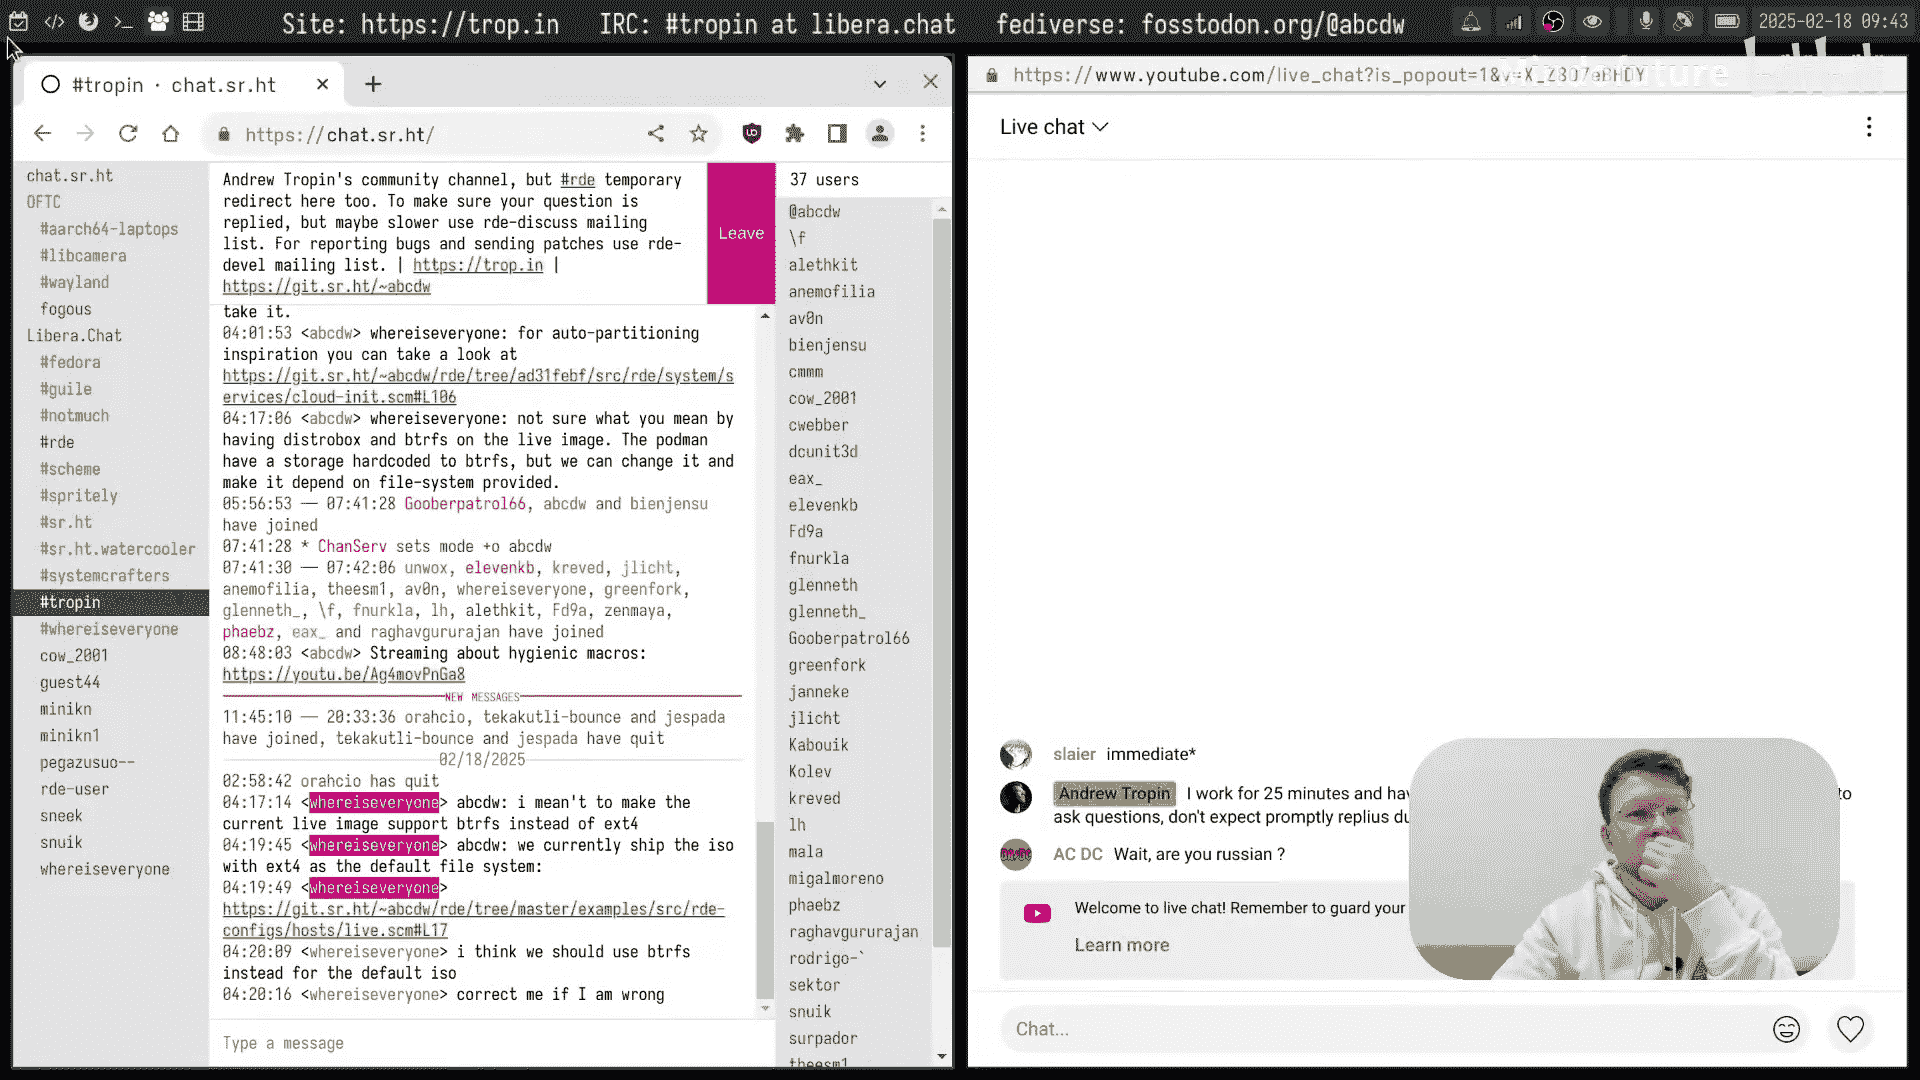 Site: https://trop.in IRC: #tropin at libera.chat fediverse: fosstodon.org/@abcdw
2025-02-18 09:43
#tropin · chat.sr.ht
https://chat.sr.ht/
chat.sr.ht
OFTC
#aarch64-laptops
#libcamera
#wayland
fogous
Libera.Chat
#fedora
#guile
#notmuch
#rde
#scheme
#spritely
#sr.ht
#sr.ht.watercooler
#systemcrafters
#tropin
#whereiseveryone
cow_2001
guest44
minikn
minikn1
pegazusuo--
rde-user
sneek
snuik
whereiseveryone
Andrew Tropin's community channel, but #rde temporary
redirect here too. To make sure your question is
replied, but maybe slower use rde-discuss mailing
list. For reporting bugs and sending patches use rde-
devel mailing list. | https://trop.in |
https://git.sr.ht/~abcdw
Leave
take it.
04:01:53 <abcdw> whereiseveryone: for auto-partitioning
inspiration you can take a look at
https://git.sr.ht/~abcdw/rde/tree/ad31febf/src/rde/system/s
ervices/cloud-init.scm#L106
04:17:06 <abcdw> whereiseveryone: not sure what you mean by
having distrobox and btrfs on the live image. The podman
have a storage hardcoded to btrfs, but we can change it and
make it depend on file-system provided.
05:56:53 — 07:41:28 Gooberpatrol66, abcdw and bienjensu
have joined
07:41:28 * ChanServ sets mode +o abcdw
07:41:30 — 07:42:06 unwox, elevenkb, kreved, jlicht,
anemofilia, theesm1, av0n, whereiseveryone, greenfork,
glenneth_, \f, fnurkla, lh, alethkit, Fd9a, zenmaya,
phaebz, eax_ and raghavgururajan have joined
08:48:03 <abcdw> Streaming about hygienic macros:
https://youtu.be/Ag4movPnGa8
NEW MESSAGES
11:45:10 — 20:33:36 orahcio, tekakutli-bounce and jespada
have joined, tekakutli-bounce and jespada have quit
02/18/2025
02:58:42 orahcio has quit
04:17:14 <whereiseveryone> abcdw: i mean't to make the
current live image support btrfs instead of ext4
04:19:45 <whereiseveryone> abcdw: we currently ship the iso
with ext4 as the default file system:
04:19:49 <whereiseveryone>
https://git.sr.ht/~abcdw/rde/tree/master/examples/src/rde-
configs/hosts/live.scm#L17
04:20:09 <whereiseveryone> i think we should use btrfs
instead for the default iso
04:20:16 <whereiseveryone> correct me if I am wrong
Type a message
37 users
@abcdw
\f
alethkit
anemofilia
av0n
bienjensu
cmmm
cow_2001
cwebber
dcunit3d
eax_
elevenkb
Fd9a
fnurkla
glenneth
glenneth_
Gooberpatrol66
greenfork
janneke
jlicht
Kabouik
Kolev
kreved
lh
mala
migalmoreno
phaebz
raghavgururajan
rodrigo-`
sektor
snuik
surpador
theesm1
https://www.youtube.com/live_chat?is_popout=1&v=
Live chat
slaier immediate*
Andrew Tropin I work for 25 minutes and hav to
ask questions, don't expect promptly replius du
AC DC Wait, are you russian ?
Welcome to live chat! Remember to guard your
Learn more
Chat...